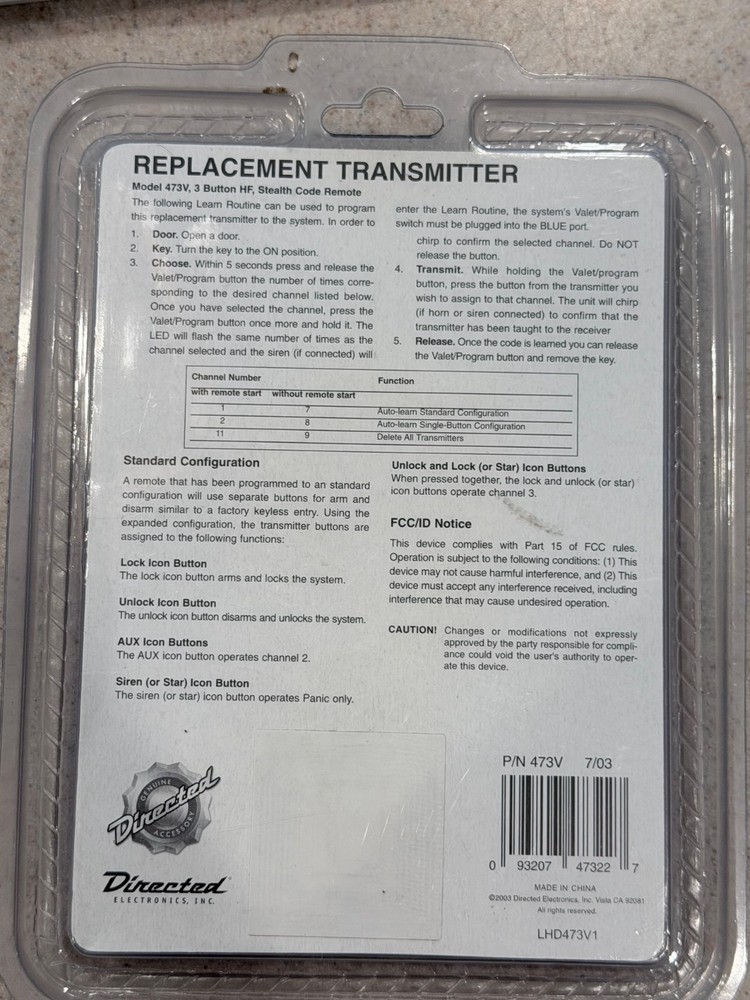 REPLACEMENT TRANSMITTER
Model 473V, 3 Button HF, Stealth Code Remote
The following Learn Routine can be used to program
this replacement transmitter to the system. In order to
1. Door. Open a door.
2. Key. Turn the key to the ON position.
3. Choose. Within 5 seconds press and release the
Valet/Program button the number of times corre-
sponding to the desired channel listed below.
Once you have selected the channel, press the
Valet/Program button once more and hold it. The
LED will flash the same number of times as the
channel selected and the siren (if connected) will
enter the Learn Routine, the system's Valet/Program
switch must be plugged into the BLUE port.
chirp to confirm the selected channel. Do NOT
release the button.
4. Transmit. While holding the Valet/program
button, press the button from the transmitter you
wish to assign to that channel. The unit will chirp
(if horn or siren connected) to confirm that the
transmitter has been taught to the receiver
5. Release. Once the code is learned you can release
the Valet/Program button and remove the key.
Channel Number Function
with remote start without remote start
1 7 Auto-learn Standard Configuration
2 8 Auto-learn Single-Button Configuration
11 9 Delete All Transmitters
Standard Configuration
A remote that has been programmed to an standard
configuration will use separate buttons for arm and
disarm similar to a factory keyless entry. Using the
expanded configuration, the transmitter buttons are
assigned to the following functions:
Lock Icon Button
The lock icon button arms and locks the system.
Unlock Icon Button
The unlock icon button disarms and unlocks the system.
AUX Icon Buttons
The AUX icon button operates channel 2.
Siren (or Star) Icon Button
The siren (or star) icon button operates Panic only.
Unlock and Lock (or Star) Icon Buttons
When pressed together, the lock and unlock (or star)
icon buttons operate channel 3.
FCC/ID Notice
This device complies with Part 15 of FCC rules.
Operation is subject to the following conditions: (1) This
device may not cause harmful interference, and (2) This
device must accept any interference received, including
interference that may cause undesired operation.
CAUTION! Changes or modifications not expressly
approved by the party responsible for compli-
ance could void the user's authority to oper-
ate this device.
GENUINE
Directed
ACCESSORY
Directed
ELECTRONICS, INC.
P/N 473V 7/03
0 93207 47322 7
MADE IN CHINA
©2003 Directed Electronics, Inc. Vista CA 92081
All rights reserved.
LHD473V1